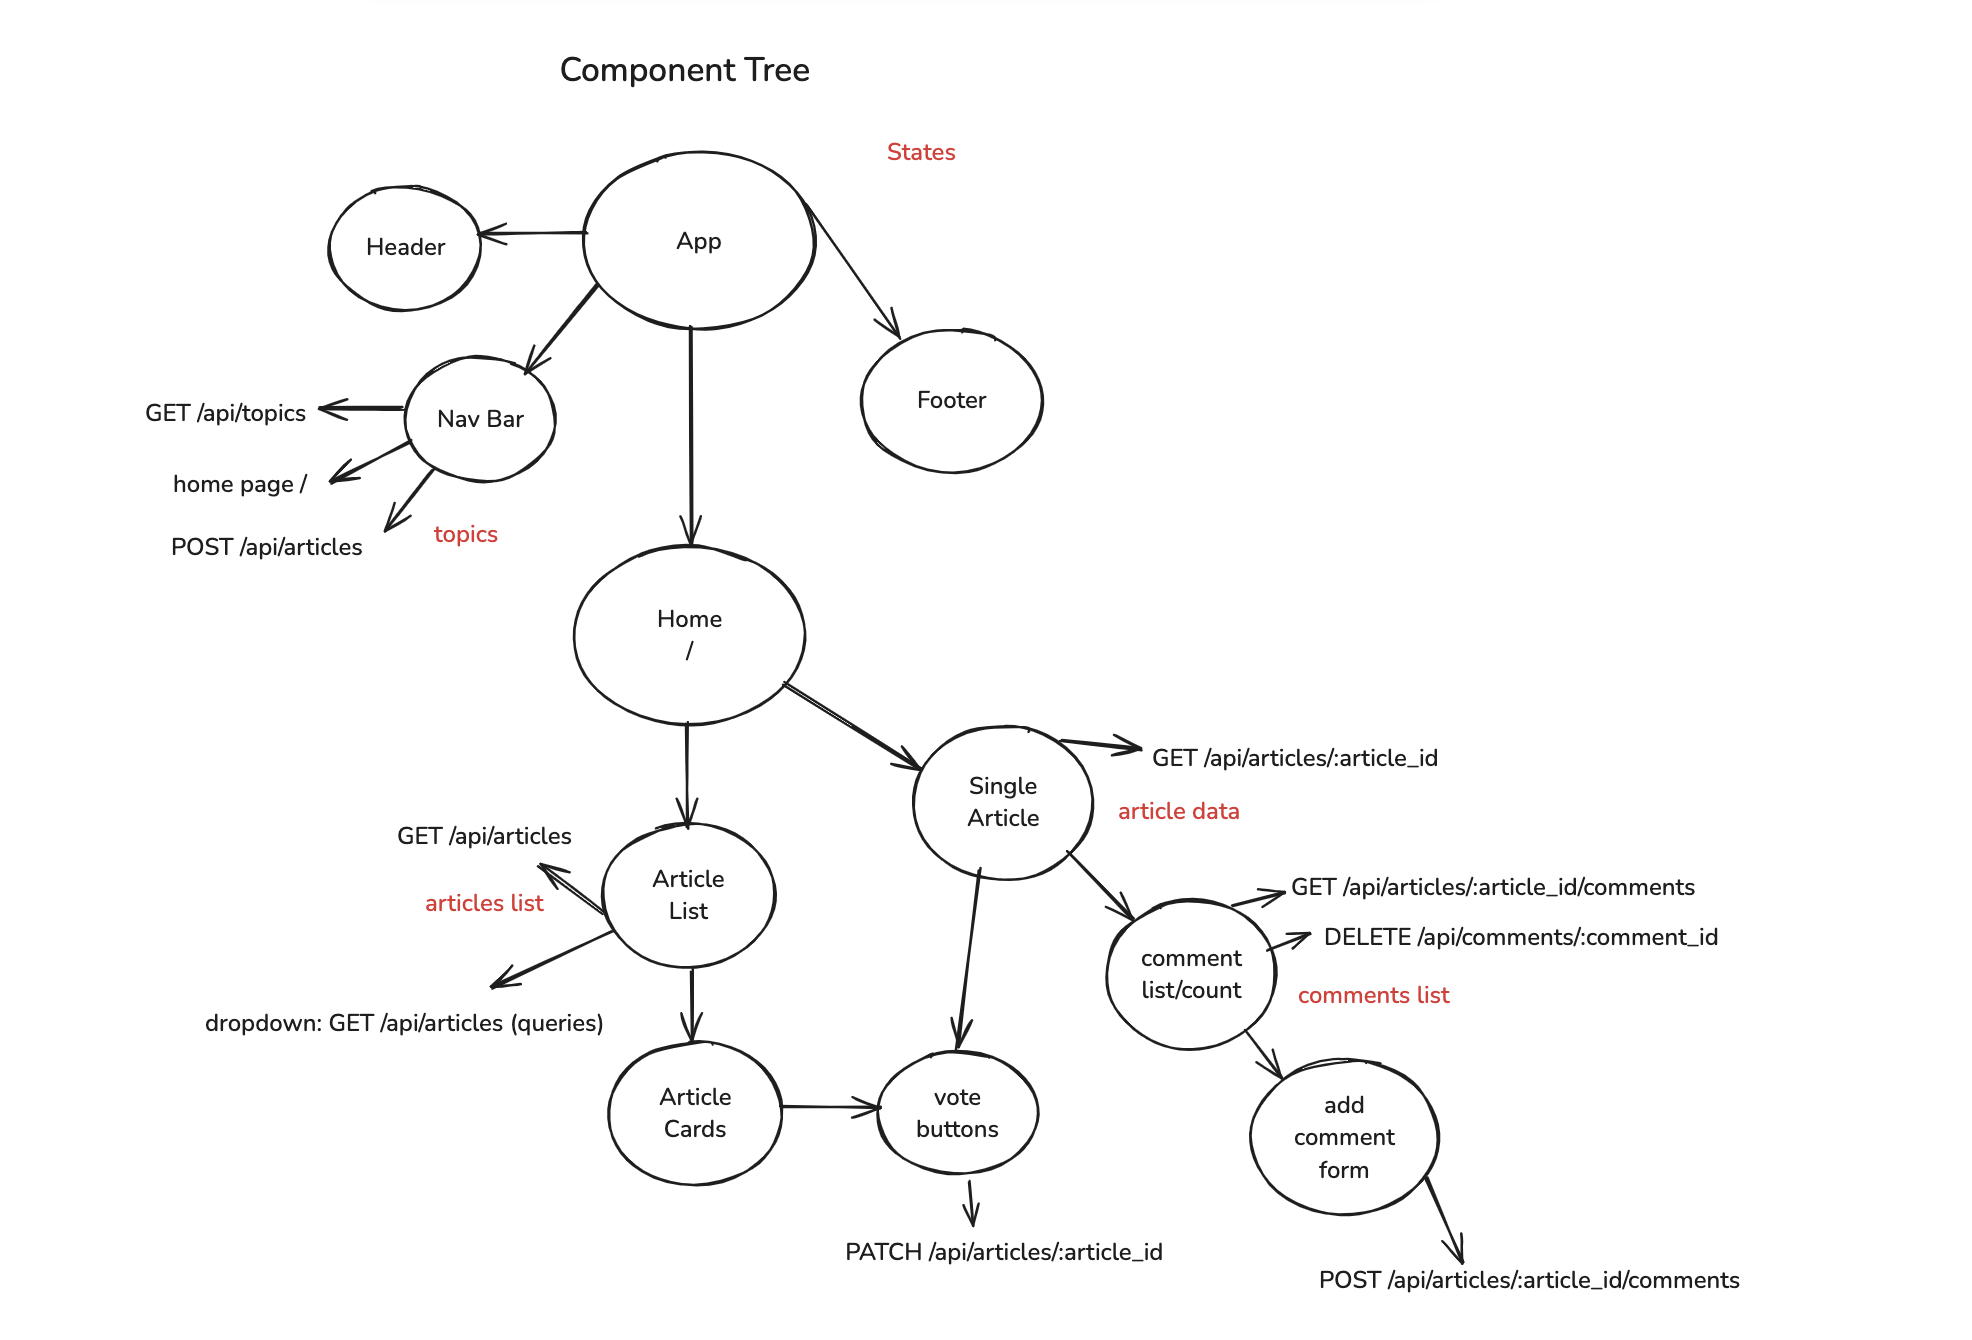 Component Tree
States
App
Header
Footer
Nav Bar
GET /api/topics
home page /
POST /api/articles
topics
Home
/
Single
Article
GET /api/articles/:article_id
article data
GET /api/articles
articles list
Article
List
dropdown: GET /api/articles (queries)
comment
list/count
GET /api/articles/:article_id/comments
DELETE /api/comments/:comment_id
comments list
Article
Cards
vote
buttons
PATCH /api/articles/:article_id
add
comment
form
POST /api/articles/:article_id/comments